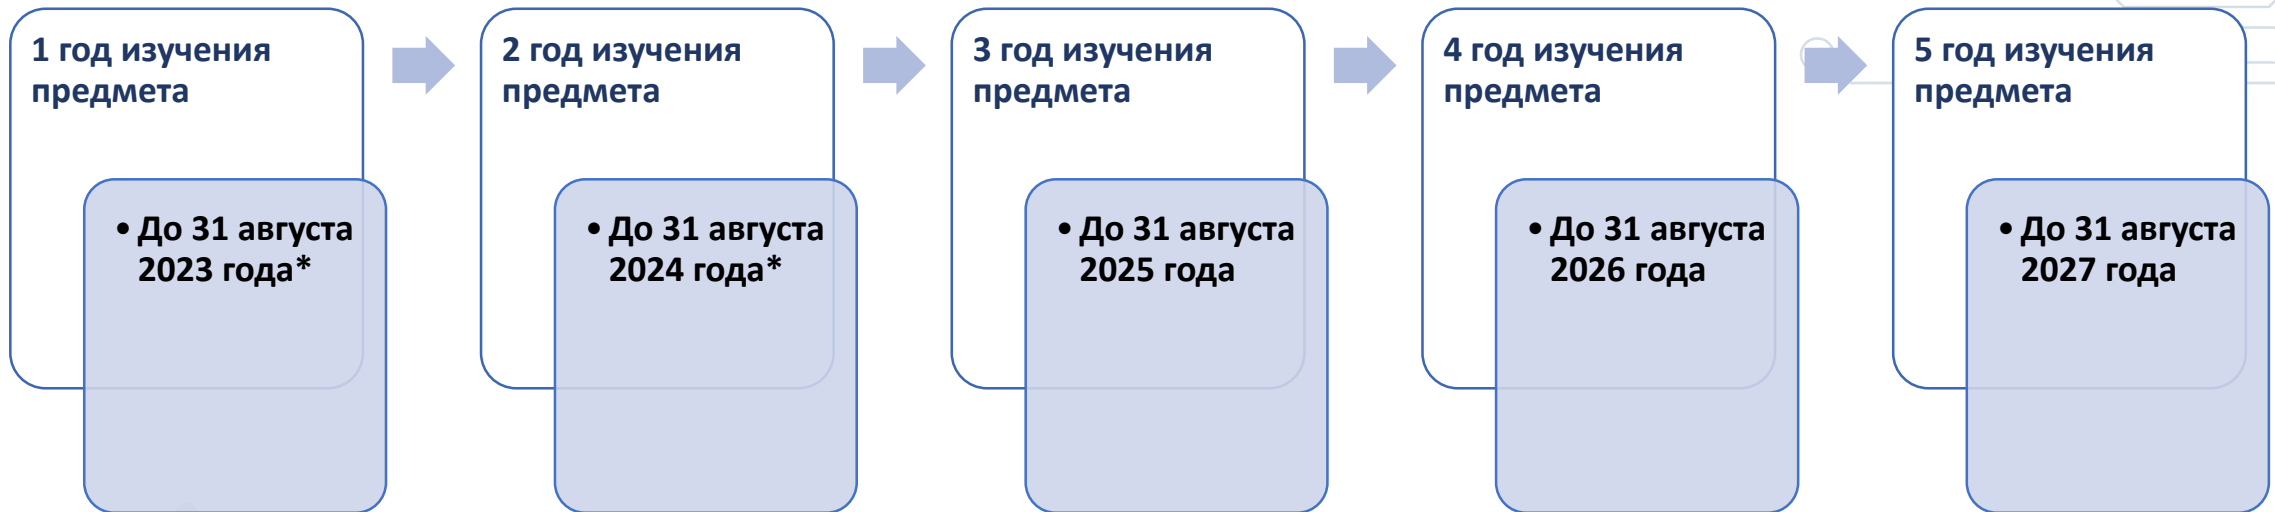 1 год изучения
предмета
• До 31 августа
2023 года*
2 год изучения
предмета
• До 31 августа
2024 года*
3 год изучения
предмета
• До 31 августа
2025 года
4 год изучения
предмета
• До 31 августа
2026 года
5 год изучения
предмета
• До 31 августа
2027 года